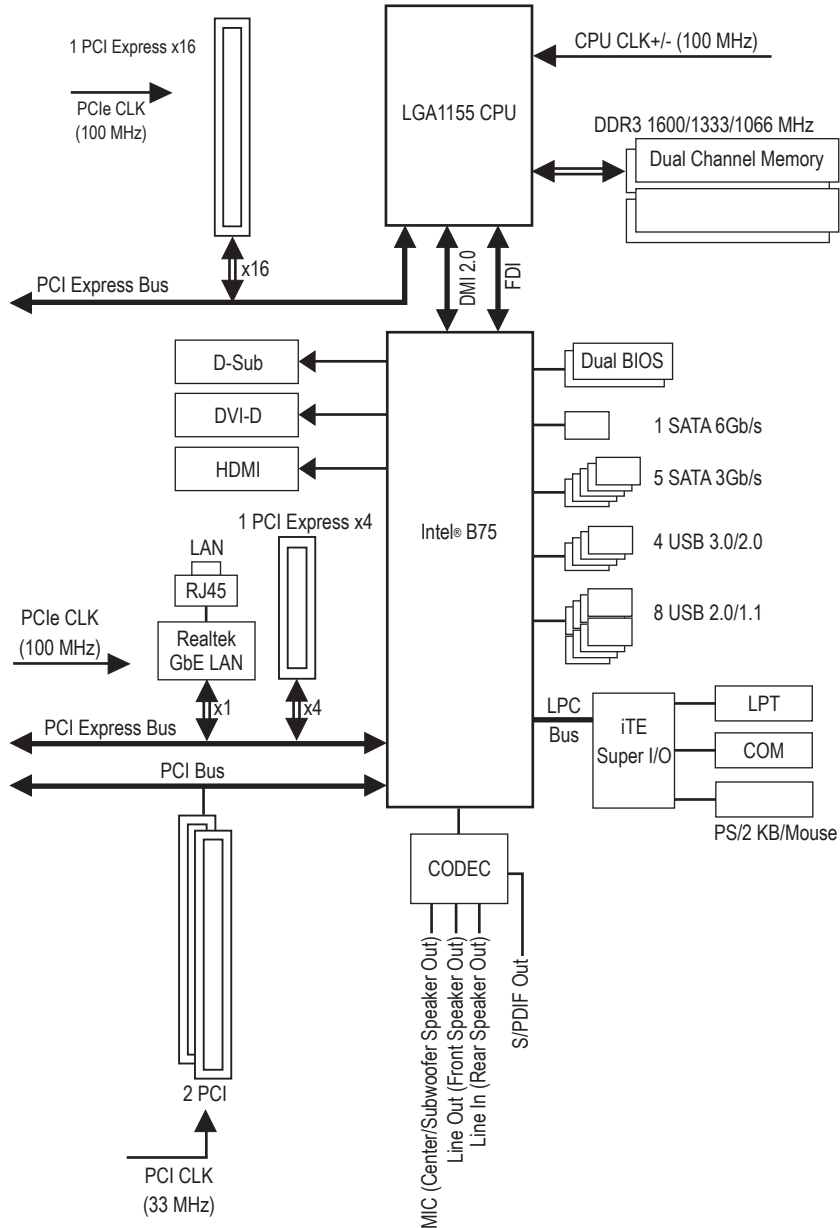 1 PCI Express x16
PCIe CLK
(100 MHz)
x16
PCI Express Bus
LGA1155 CPU
CPU CLK+/- (100 MHz)
DDR3 1600/1333/1066 MHz
Dual Channel Memory
DMI 2.0
FDI
D-Sub
DVI-D
HDMI
Intel® B75
Dual BIOS
1 SATA 6Gb/s
5 SATA 3Gb/s
4 USB 3.0/2.0
8 USB 2.0/1.1
1 PCI Express x4
LAN
RJ45
Realtek
GbE LAN
PCIe CLK
(100 MHz)
x1
x4
PCI Express Bus
PCI Bus
LPC
Bus
iTE
Super I/O
LPT
COM
PS/2 KB/Mouse
CODEC
MIC (Center/Subwoofer Speaker Out)
Line Out (Front Speaker Out)
Line In (Rear Speaker Out)
S/PDIF Out
2 PCI
PCI CLK
(33 MHz)